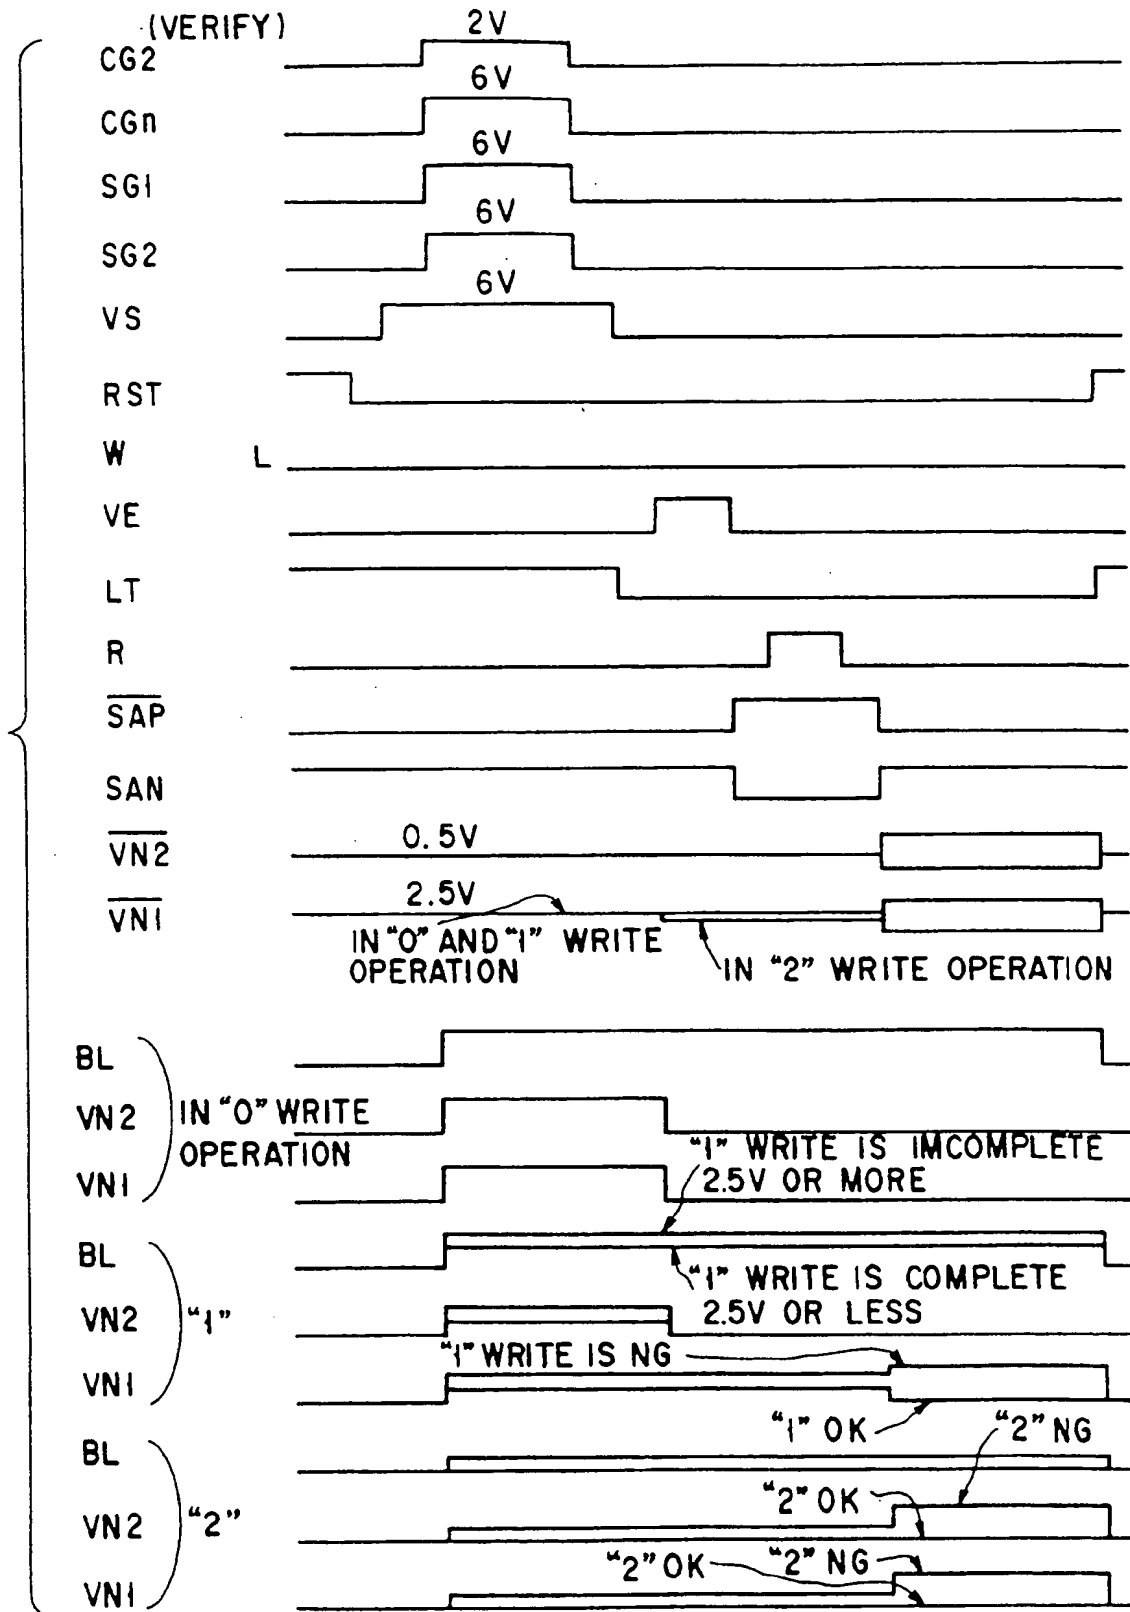 (VERIFY)
CG2 2V
CGn 6V
SG1 6V
SG2 6V
VS 6V
RST
W L
VE
LT
R
SAP
SAN
VN2 0.5V
VN1 2.5V
IN "0" AND "1" WRITE
OPERATION
IN "2" WRITE OPERATION
BL
VN2
VN1
IN "0" WRITE
OPERATION
"1" WRITE IS IMCOMPLETE
2.5V OR MORE
BL
VN2 "1"
VN1
"1" WRITE IS COMPLETE
2.5V OR LESS
"1" WRITE IS NG
"1" OK
BL
VN2 "2"
VN1
"2" NG
"2" OK
"2" OK "2" NG